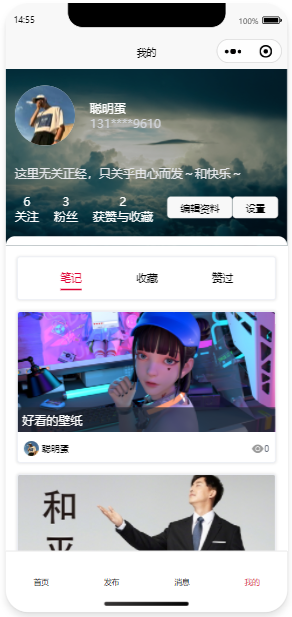 14:55
100%
我的
聪明蛋
131****9610
这里无关正经，只关乎由心而发～和快乐～
6 3 2
关注 粉丝 获赞与收藏 编辑资料 设置
笔记 收藏 赞过
好看的壁纸
聪明蛋 0
和
平
首页 发布 消息 我的